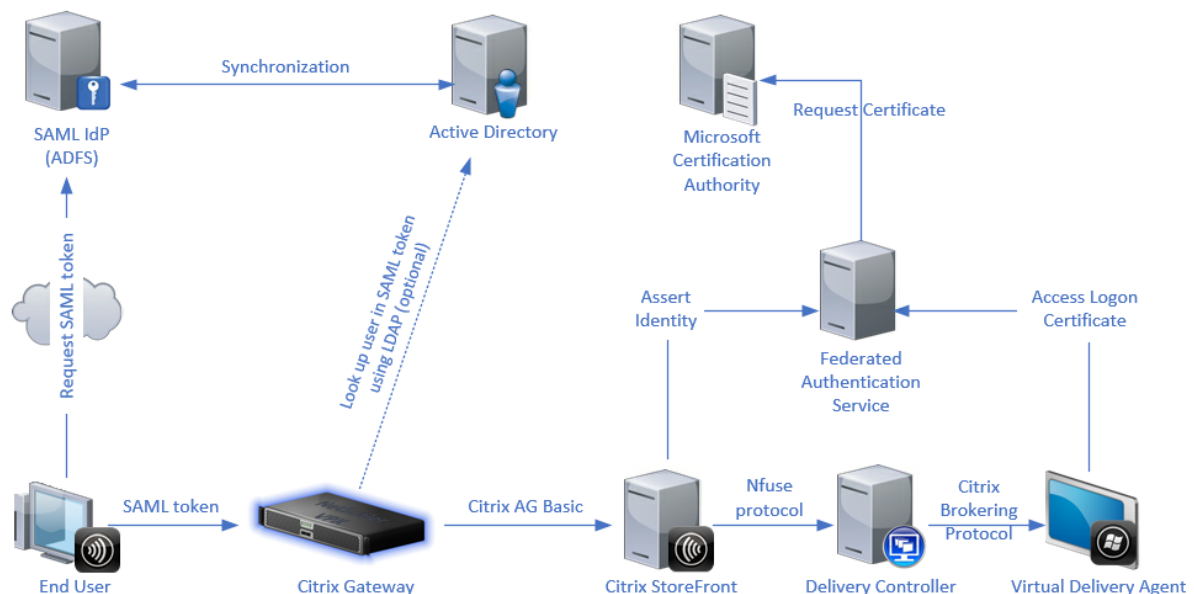 Synchronization
SAML IdP
(ADFS)
Active Directory
Microsoft
Certification
Authority
Request Certificate
Request SAML token
Look up user in SAML token
using LDAP (optional)
Assert
Identity
Access Logon
Certificate
Federated
Authentication
Service
SAML token
Citrix AG Basic
Nfuse
protocol
Citrix
Brokering
Protocol
End User
Citrix Gateway
Citrix StoreFront
Delivery Controller
Virtual Delivery Agent